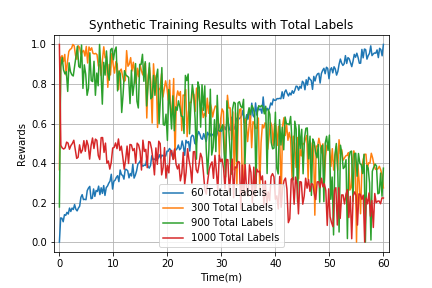 Synthetic Training Results with Total Labels
1.0
0.8
0.6
0.4
0.2
0.0
Rewards
0
10
20
30
40
50
60
Time(m)
60 Total Labels
300 Total Labels
900 Total Labels
1000 Total Labels